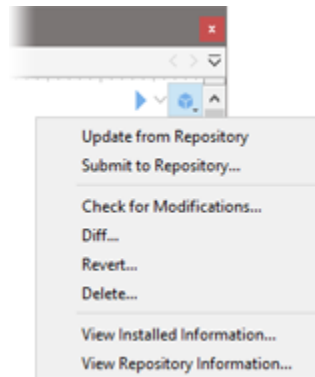 Update from Repository
Submit to Repository...
Check for Modifications...
Diff...
Revert...
Delete...
View Installed Information...
View Repository Information...